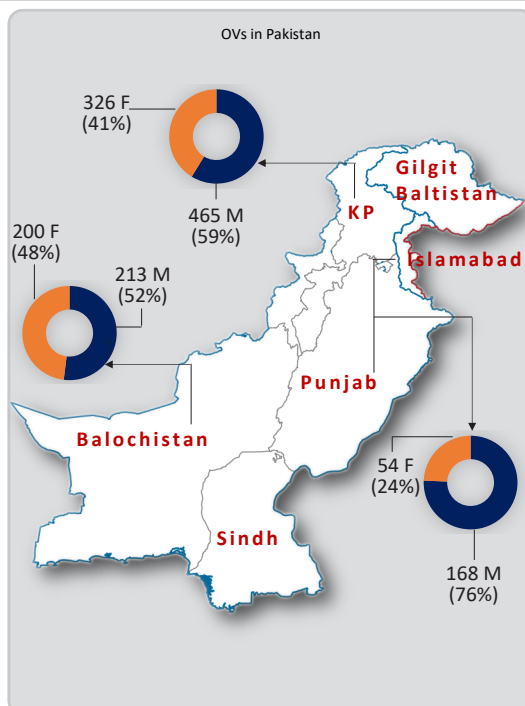 OVs in Pakistan
326 F
(41%)
465 M
(59%)
Gilgit
Baltistan
KP
Islamabad
200 F
(48%)
213 M
(52%)
Punjab
Balochistan
54 F
(24%)
Sindh
168 M
(76%)